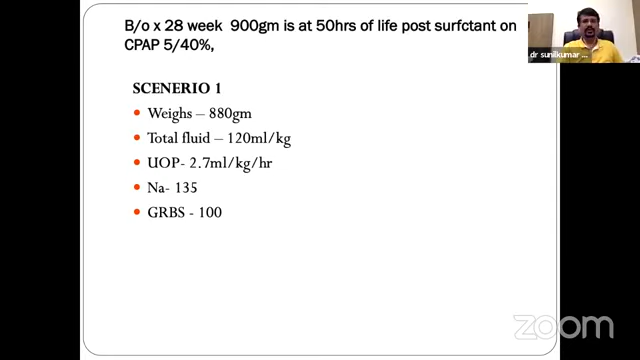 B/o x 28 week 900gm is at 50hrs of life post surfctant on
CPAP 5/40%,
SCENERIO 1
Weighs – 880gm
Total fluid – 120ml/kg
UOP- 2.7ml/kg/hr
Na- 135
GRBS - 100
dr sunilkumar ...
zoom